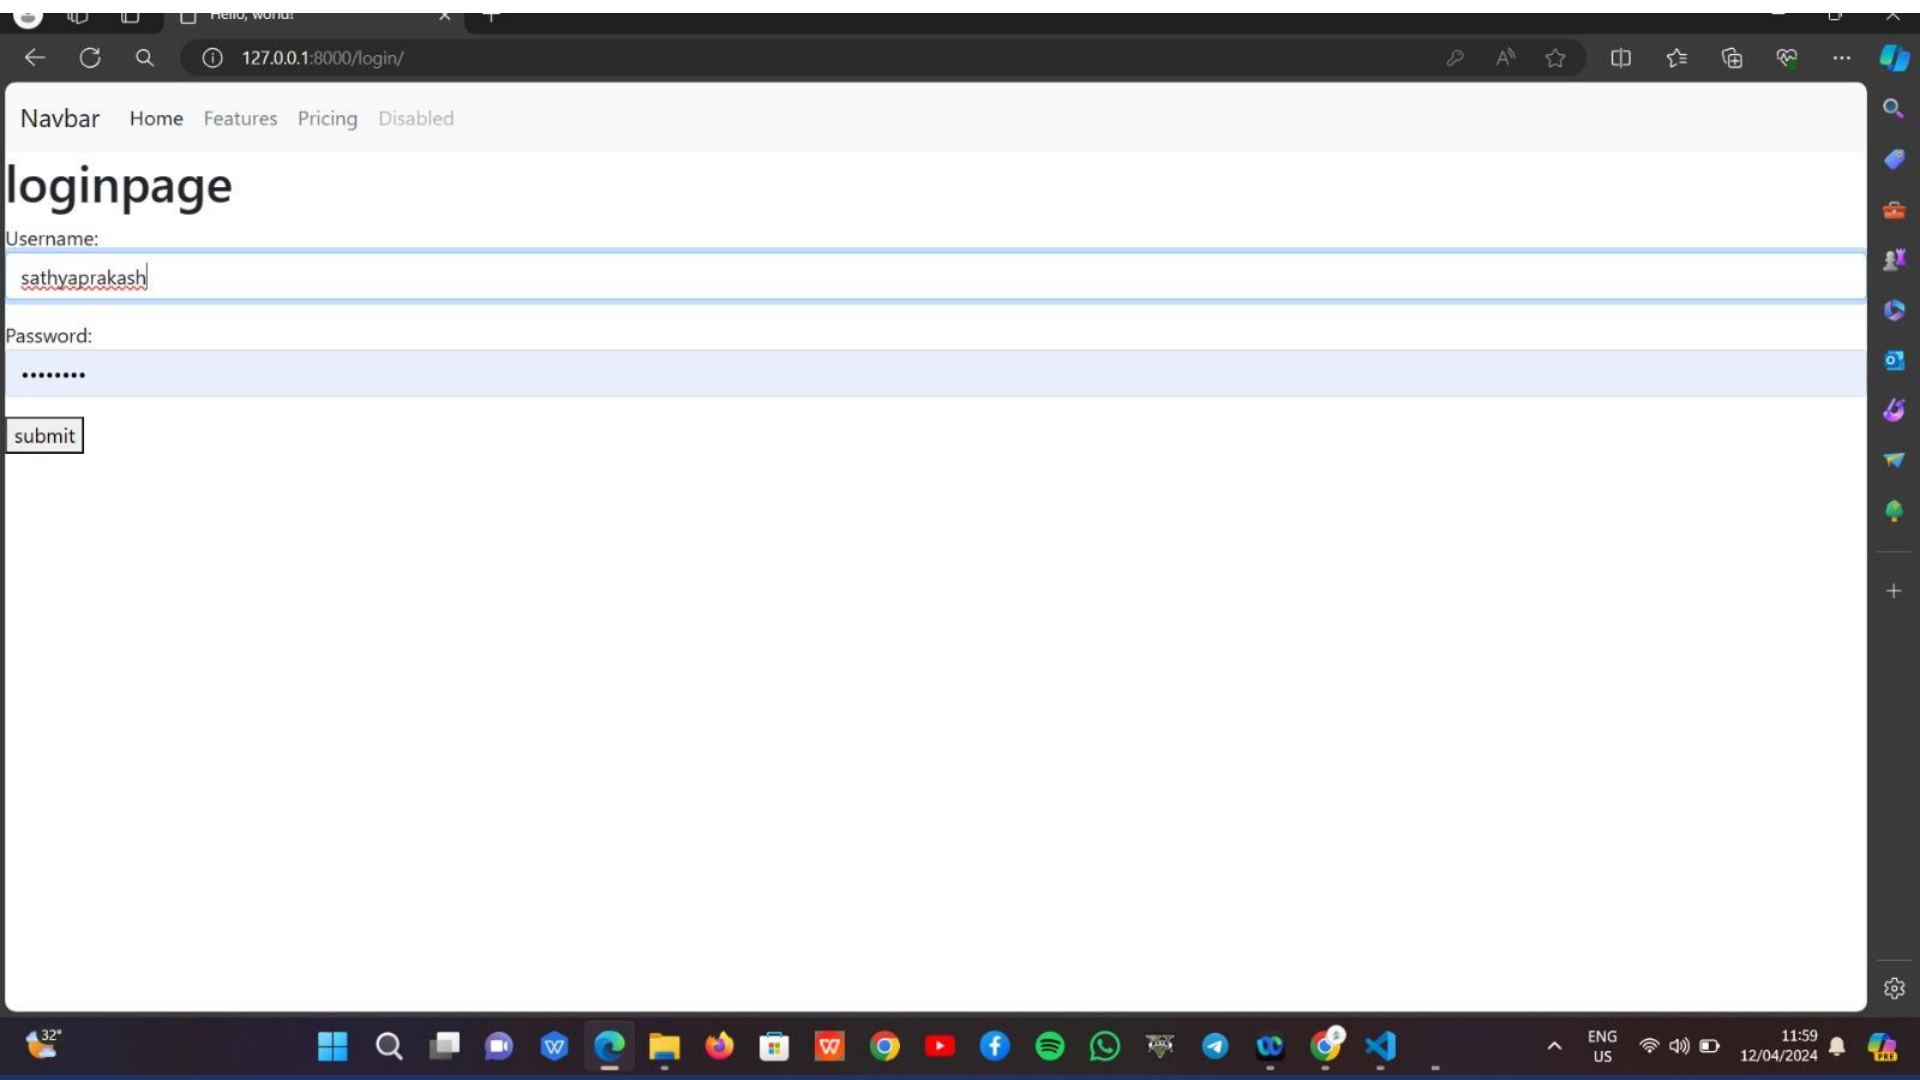 Hello, world!
127.0.0.1:8000/login/
Navbar Home Features Pricing Disabled
loginpage
Username:
sathyaprakash
Password:
••••••••
submit
32°
ENG
US
11:59
12/04/2024
PRE